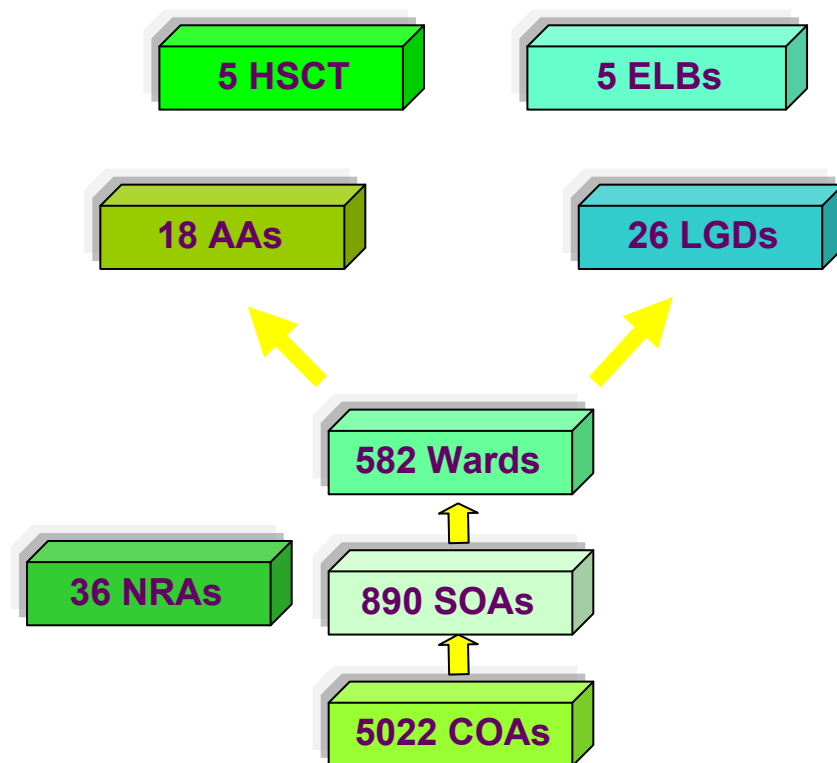 5 HSCT
5 ELBs
18 AAs
26 LGDs
582 Wards
36 NRAs
890 SOAs
5022 COAs